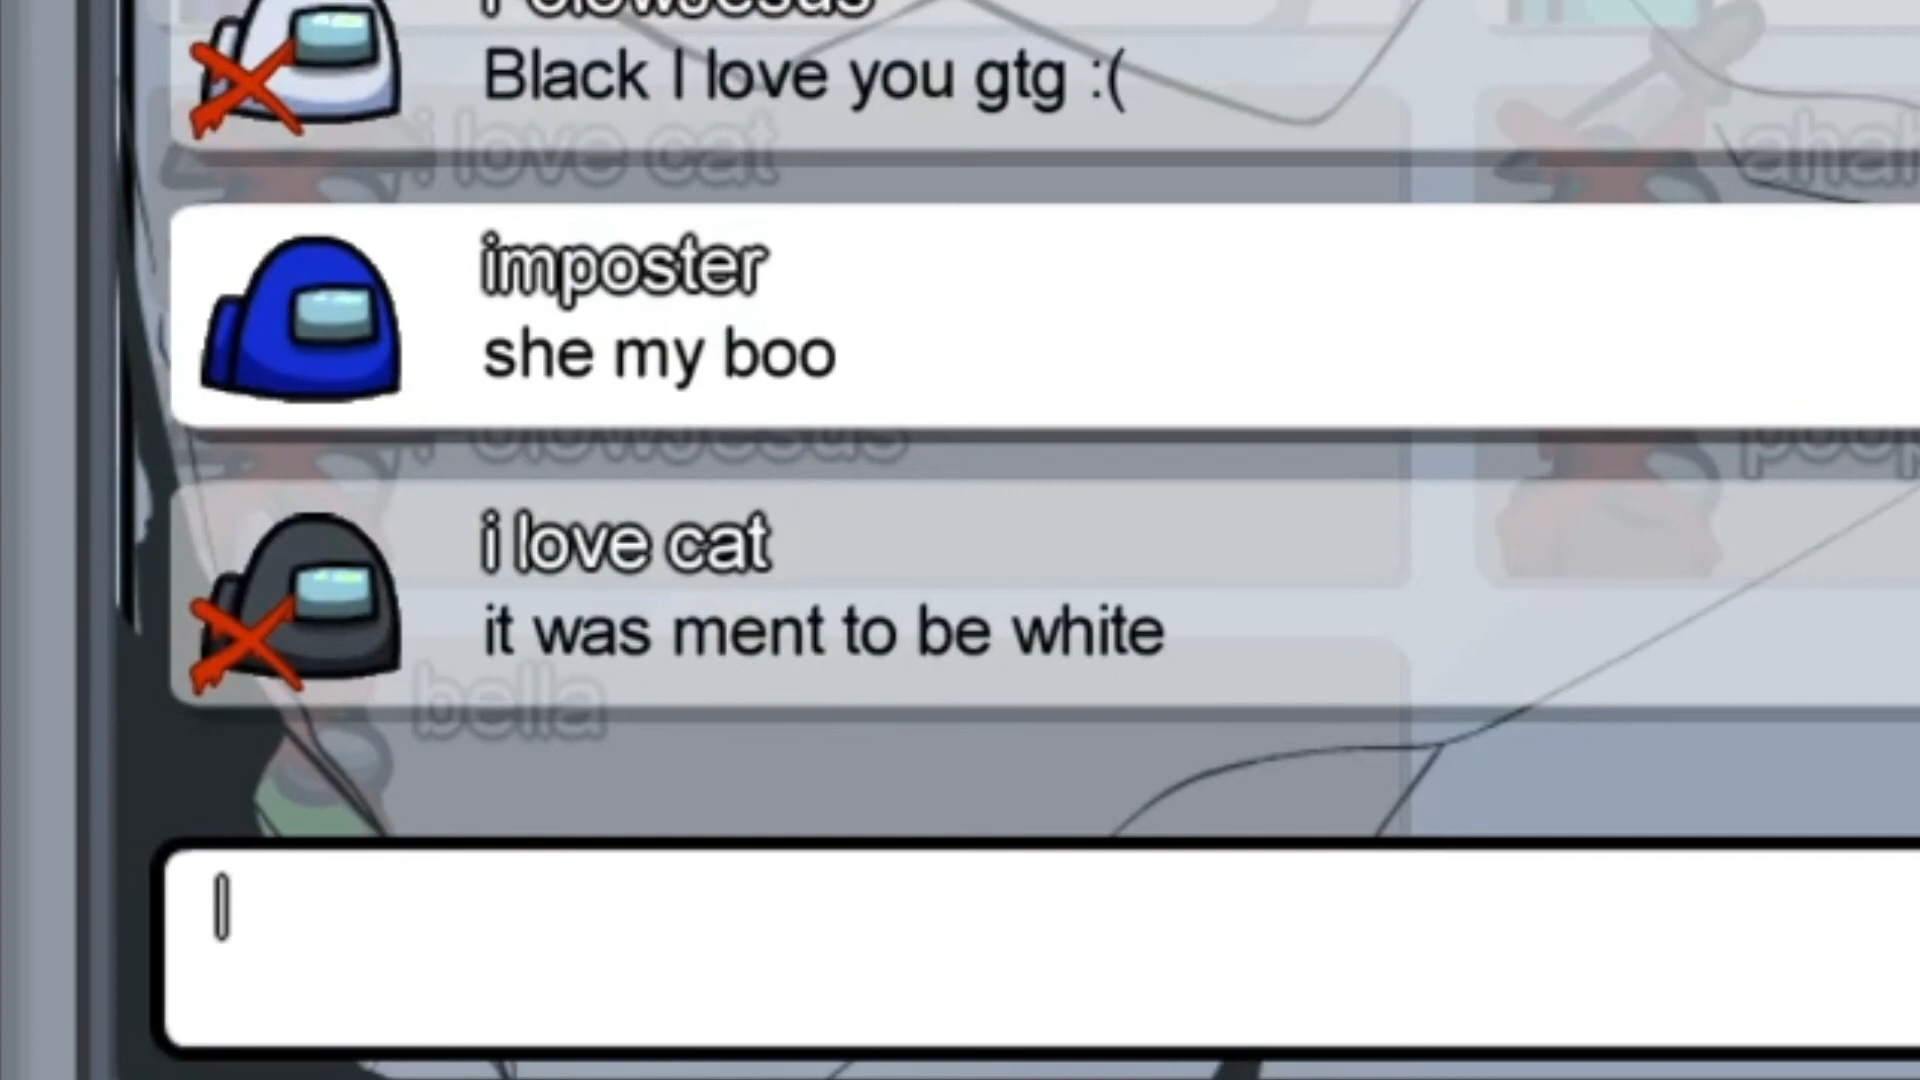 Black I love you gtg :(
i love cat
imposter
she my boo
i love cat
it was ment to be white
bella